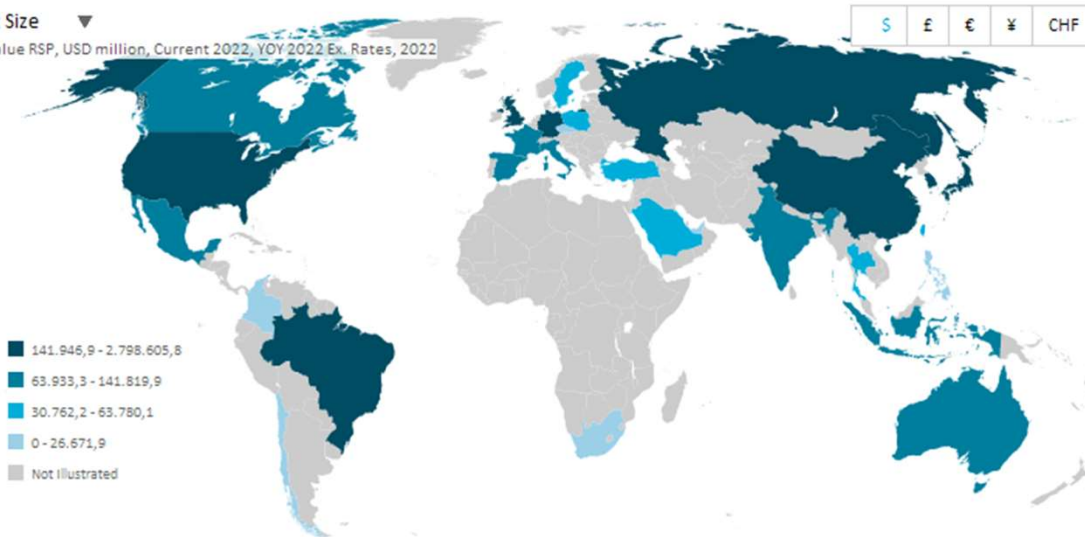 Size ▼
lue RSP, USD million, Current 2022, YOY 2022 Ex. Rates, 2022
$ £ € ¥ CHF
141.946,9 - 2.798.605,8
63.933,3 - 141.819,9
30.762,2 - 63.780,1
0 - 26.671,9
Not Illustrated